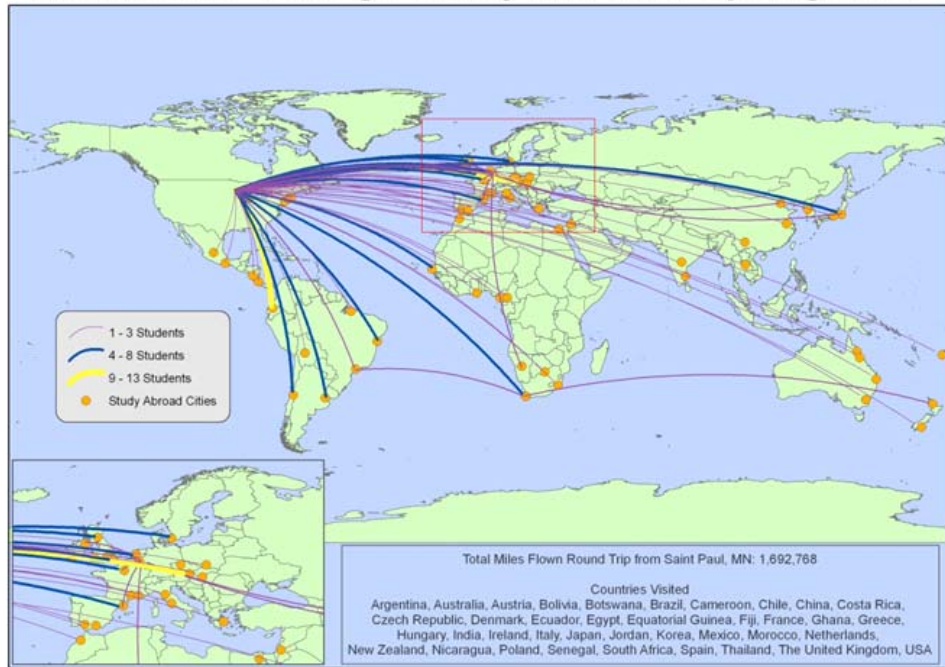 1 - 3 Students
4 - 8 Students
9 - 13 Students
Study Abroad Cities
Total Miles Flown Round Trip from Saint Paul, MN: 1,692,768
Countries Visited
Argentina, Australia, Austria, Bolivia, Botswana, Brazil, Cameroon, Chile, China, Costa Rica,
Czech Republic, Denmark, Ecuador, Egypt, Equatorial Guinea, Fiji, France, Ghana, Greece,
Hungary, India, Ireland, Italy, Japan, Jordan, Korea, Mexico, Morocco, Netherlands,
New Zealand, Nicaragua, Poland, Senegal, South Africa, Spain, Thailand, The United Kingdom, USA